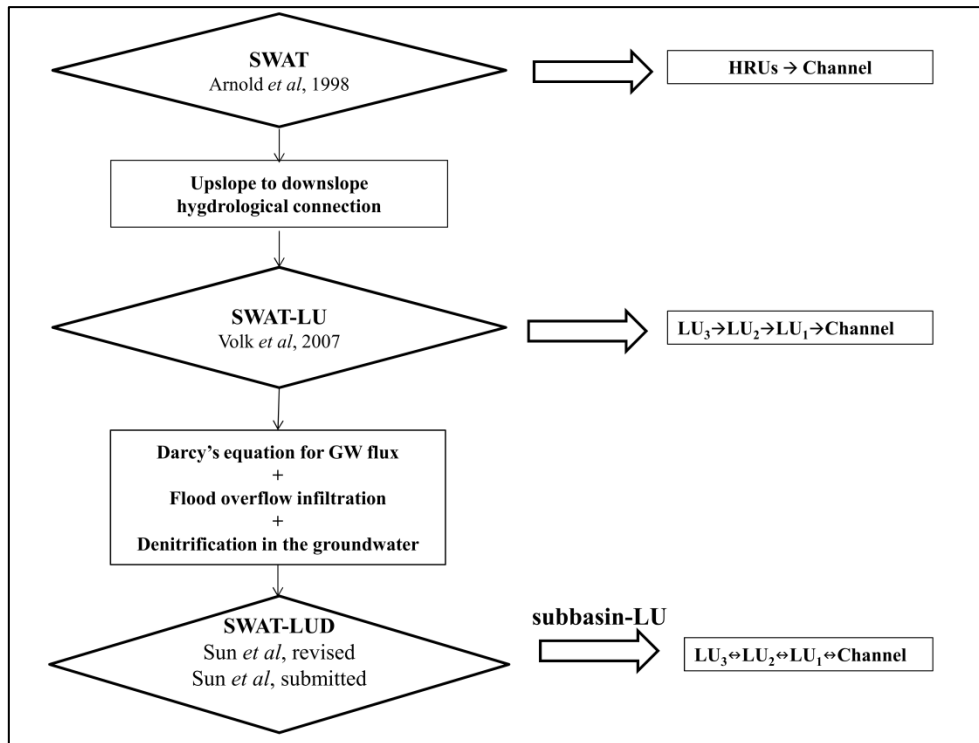 SWAT
Arnold et al, 1998
HRUs → Channel
Upslope to downslope
hygdrological connection
SWAT-LU
Volk et al, 2007
LU₃→LU₂→LU₁→Channel
Darcy’s equation for GW flux
+
Flood overflow infiltration
+
Denitrification in the groundwater
SWAT-LUD
Sun et al, revised
Sun et al, submitted
subbasin-LU
LU₃↔LU₂↔LU₁↔Channel